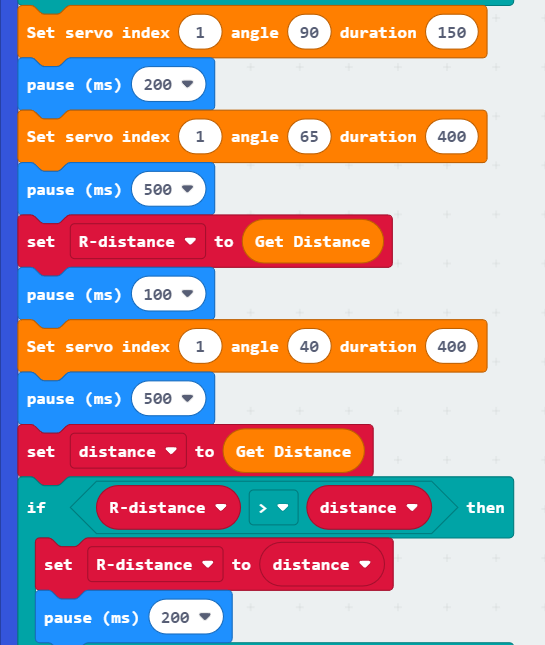 Set servo index 1 angle 90 duration 150
pause (ms) 200
Set servo index 1 angle 65 duration 400
pause (ms) 500
set R-distance to Get Distance
pause (ms) 100
Set servo index 1 angle 40 duration 400
pause (ms) 500
set distance to Get Distance
if R-distance > distance then
set R-distance to distance
pause (ms) 200